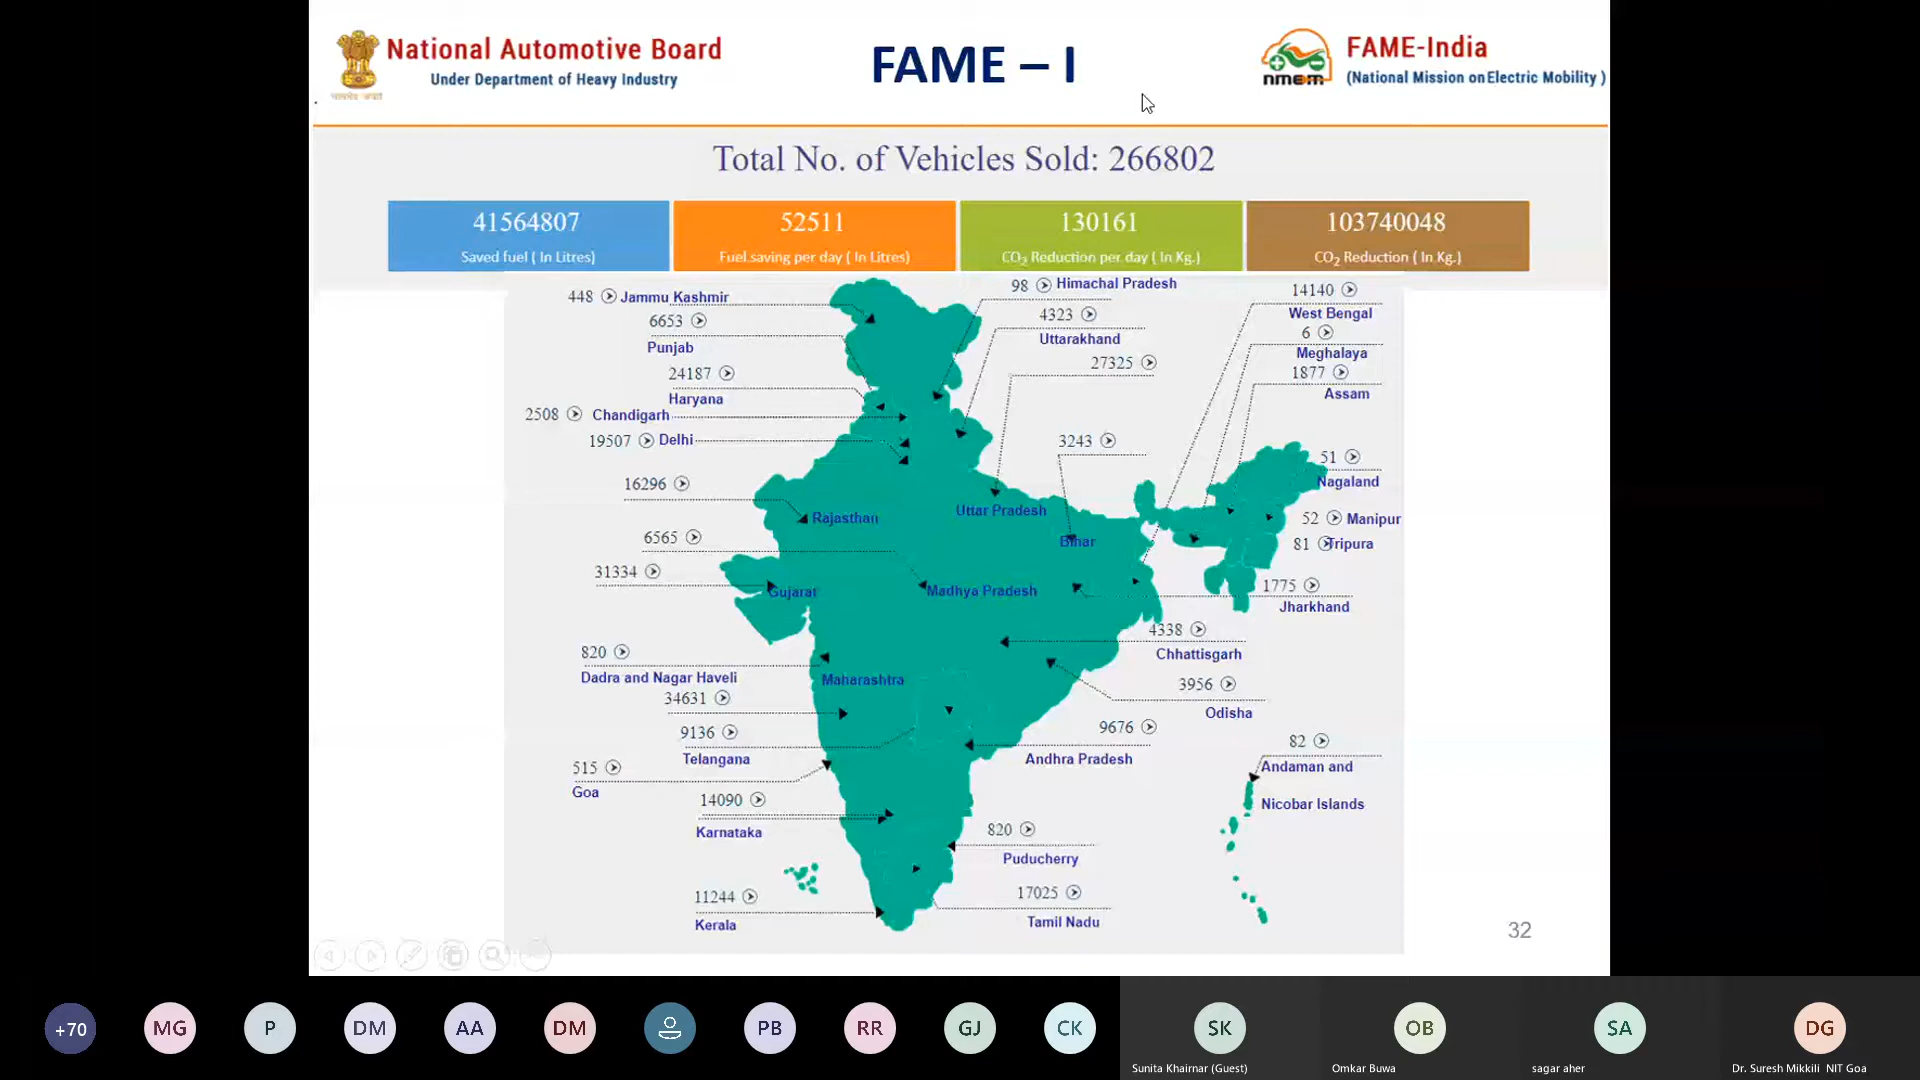 National Automotive Board
Under Department of Heavy Industry
FAME – I
nmem
FAME-India
(National Mission on Electric Mobility )
Total No. of Vehicles Sold: 266802
41564807
Saved fuel ( In Litres)
52511
Fuel saving per day ( In Litres)
130161
CO2 Reduction per day ( In Kg.)
103740048
CO2 Reduction ( In Kg.)
448 Jammu Kashmir
6653
Punjab
24187
Haryana
2508 Chandigarh
19507 Delhi
16296
Rajasthan
6565
Madhya Pradesh
31334
Gujarat
820
Dadra and Nagar Haveli
34631
Maharashtra
9136
Telangana
515
Goa
14090
Karnataka
11244
Kerala
98 Himachal Pradesh
4323
Uttarakhand
27325
Uttar Pradesh
3243
Bihar
14140
West Bengal
6
Meghalaya
1877
Assam
51
Nagaland
52 Manipur
81 Tripura
1775
Jharkhand
4338
Chhattisgarh
3956
Odisha
9676
Andhra Pradesh
82
Andaman and
Nicobar Islands
820
Puducherry
17025
Tamil Nadu
32
+70
MG
P
DM
AA
DM
PB
RR
GJ
CK
SK
Sunita Khairnar (Guest)
OB
Omkar Buwa
SA
sagar aher
DG
Dr. Suresh Mikkili NIT Goa